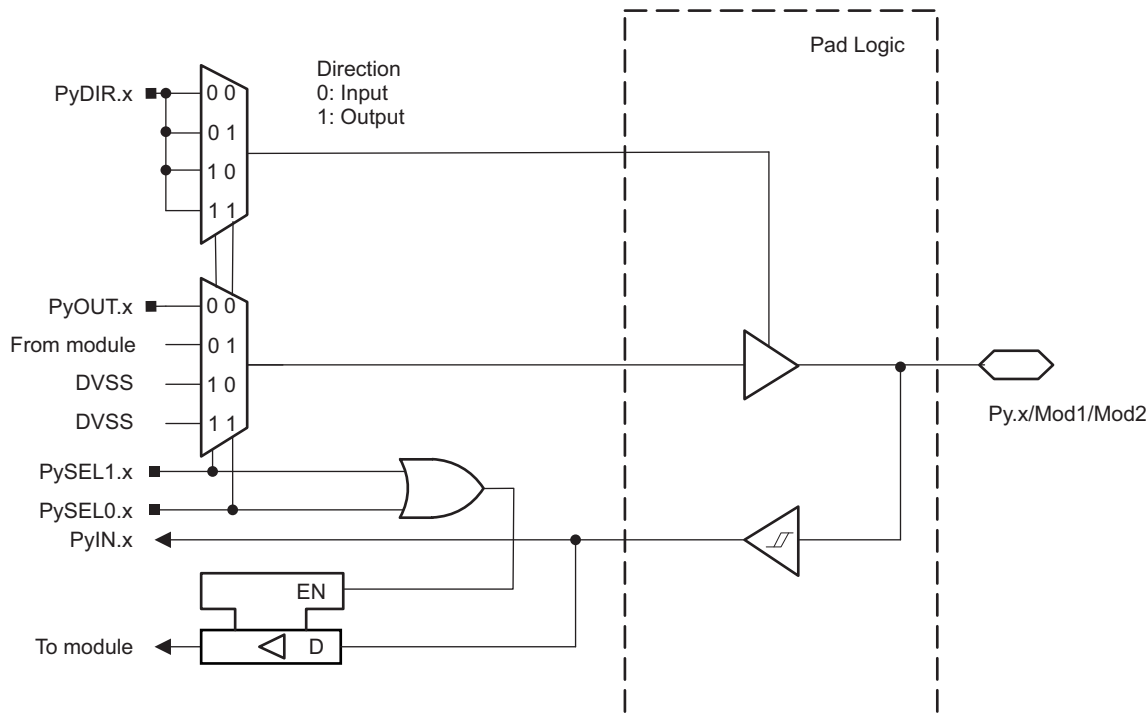 Pad Logic
Direction
0: Input
1: Output
PyDIR.x
0 0
0 1
1 0
1 1
PyOUT.x
0 0
From module
0 1
DVSS
1 0
DVSS
1 1
PySEL1.x
PySEL0.x
PyIN.x
Py.x/Mod1/Mod2
EN
To module
D